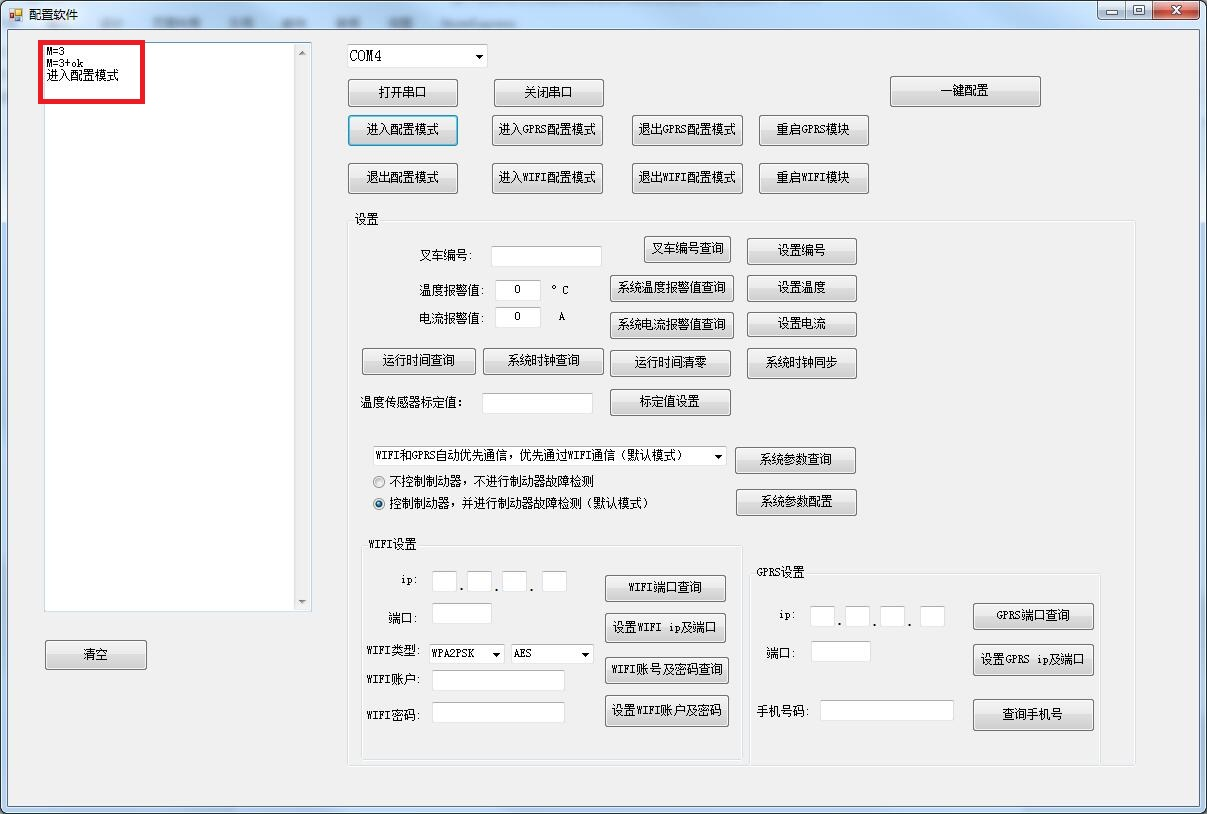 配置软件
M=3
M=3+ok
进入配置模式
COM4
打开串口 关闭串口 一键配置
进入配置模式 进入GPRS配置模式 退出GPRS配置模式 重启GPRS模块
退出配置模式 进入WIFI配置模式 退出WIFI配置模式 重启WIFI模块
设置
叉车编号: 叉车编号查询 设置编号
温度报警值: 0 °C 系统温度报警值查询 设置温度
电流报警值: 0 A 系统电流报警值查询 设置电流
运行时间查询 系统时钟查询 运行时间清零 系统时钟同步
温度传感器标定值: 标定值设置
WIFI和GPRS自动优先通信，优先通过WIFI通信（默认模式） 系统参数查询
不控制制动器，不进行制动器故障检测
控制制动器，并进行制动器故障检测（默认模式） 系统参数配置
WIFI设置
ip: . . . WIFI端口查询
端口: 设置WIFI ip及端口
WIFI类型: WPA2PSK AES
WIFI账户: WIFI账号及密码查询
WIFI密码: 设置WIFI账户及密码
GPRS设置
ip: . . . GPRS端口查询
端口: 设置GPRS ip及端口
手机号码: 查询手机号
清空